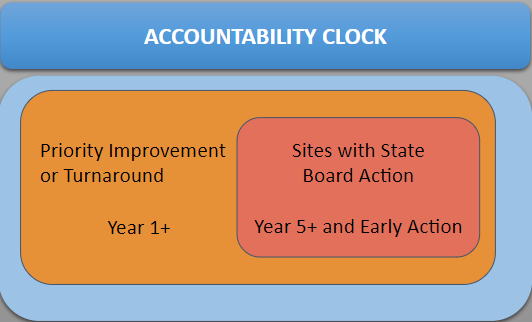 ACCOUNTABILITY CLOCK
Priority Improvement
or Turnaround
Year 1+
Sites with State
Board Action
Year 5+ and Early Action